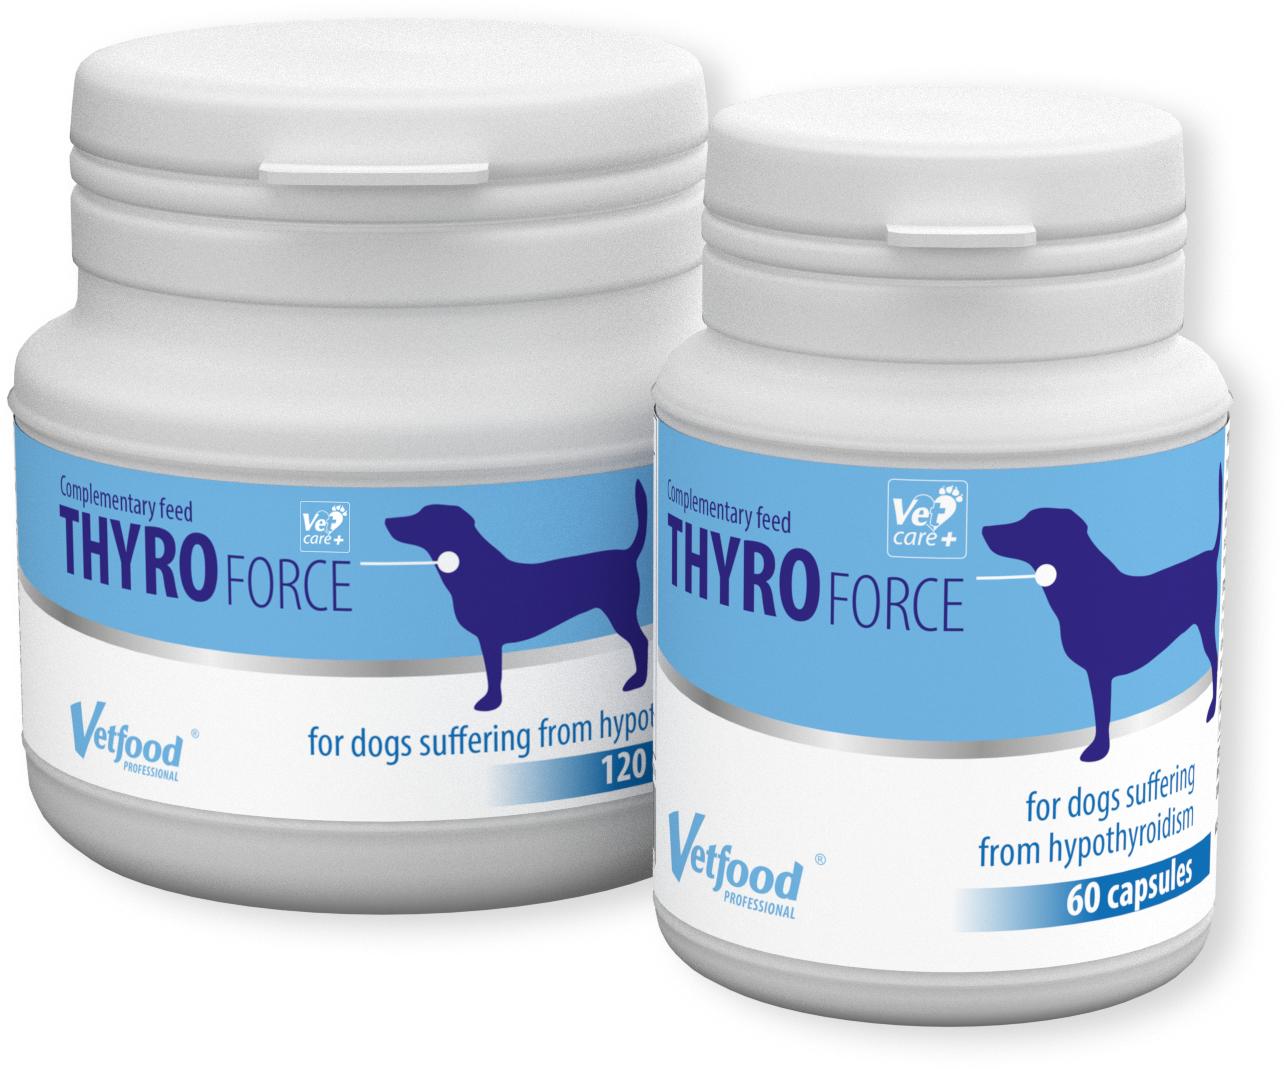 Complementary feed
THYRO FORCE
Vet
care +
Vetfood ®
PROFESSIONAL
for dogs suffering from
120
Complementary feed
THYRO FORCE
Vet
care +
for dogs suffering
from hypothyroidism
60 capsules
Vetfood ®
PROFESSIONAL